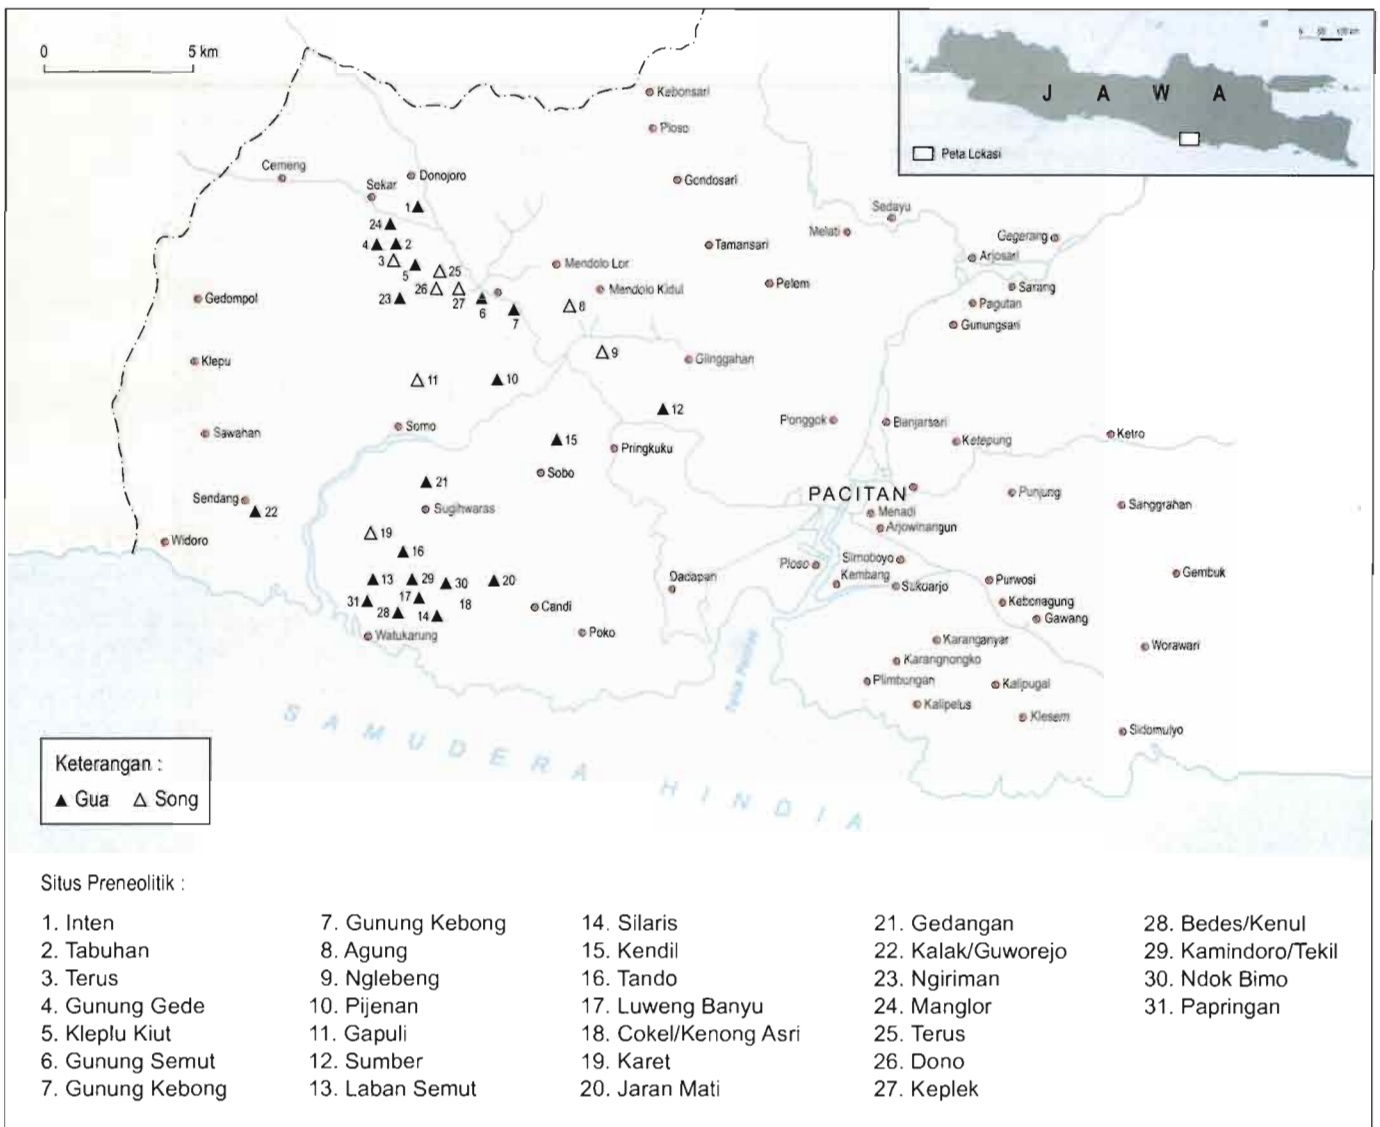 0 5 km
J A W A
Peta Lokasi
Kebonsari
Ploso
Cemeng
Donojoro
Sekar
Gondosari
1
24
4
2
3
5
25
26
27
23
6
7
Sedayu
Melati
Gegerang
Tamansari
Arjosari
Mendolo Lor
Mendolo Kidul
Pelem
Sarang
Gedompol
8
Pagutan
Gunungsari
9
Klepu
Glinggahan
11
10
12
Ponggok
Banjarsari
Somo
Sawahan
15
Pringkuku
Ketepung
Ketro
Sobo
21
PACITAN
Punjung
Sendang
22
Sugihwaras
Menadi
Sanggrahan
Arjowinangun
19
Widoro
16
Ploso
Simoboyo
Kembang
Sukoarjo
Purwosi
Gembuk
13
29
30
20
Dadapan
31
17
18
28
14
Candi
Kebonagung
Gawang
Watukarung
Poko
Karanganyar
Worawari
Karangnongko
Plimbungan
Kalipugal
Kalipelus
Klesem
Sidomulyo
Teluk Pacitan
SAMUDERA HINDIA
Keterangan :
Gua Song
Situs Preneolitik :
1. Inten
2. Tabuhan
3. Terus
4. Gunung Gede
5. Kleplu Kiut
6. Gunung Semut
7. Gunung Kebong
7. Gunung Kebong
8. Agung
9. Nglebeng
10. Pijenan
11. Gapuli
12. Sumber
13. Laban Semut
14. Silaris
15. Kendil
16. Tando
17. Luweng Banyu
18. Cokel/Kenong Asri
19. Karet
20. Jaran Mati
21. Gedangan
22. Kalak/Guworejo
23. Ngiriman
24. Manglor
25. Terus
26. Dono
27. Keplek
28. Bedes/Kenul
29. Kamindoro/Tekil
30. Ndok Bimo
31. Papringan